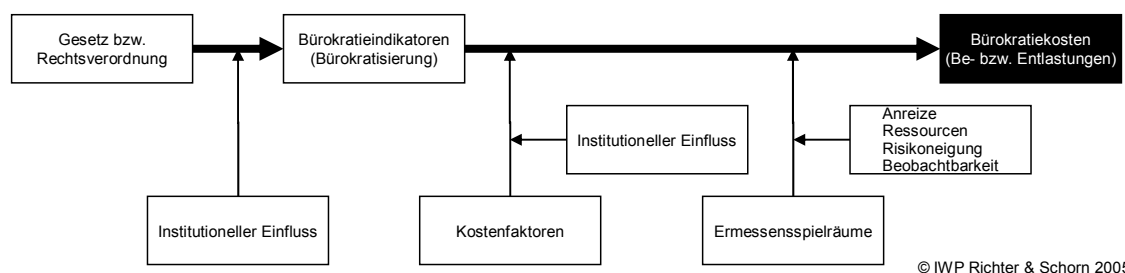 Gesetz bzw.
Rechtsverordnung
Bürokratieindikatoren
(Bürokratisierung)
Bürokratiekosten
(Be- bzw. Entlastungen)
Institutioneller Einfluss
Anreize
Ressourcen
Risikoneigung
Beobachtbarkeit
Institutioneller Einfluss
Kostenfaktoren
Ermessensspielräume
© IWP Richter & Schorn 2005